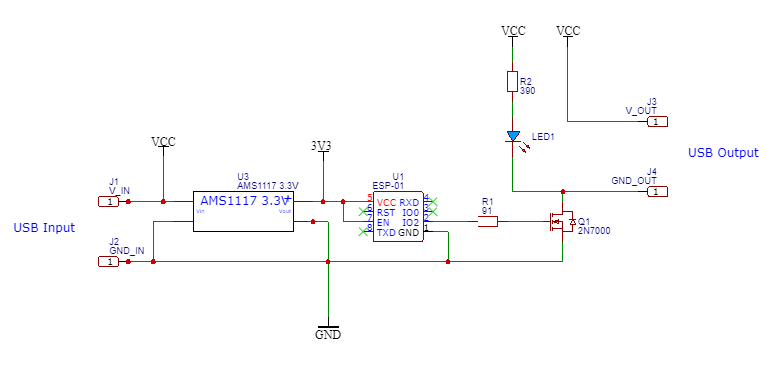 VCC
VCC
R2
390
J3
V_OUT
1
LED1
USB Output
VCC
3V3
J4
GND_OUT
1
J1
V_IN
1
U3
AMS1117 3.3V
AMS1117 3.3V
+
Vin
Vout
U1
ESP-01
5 VCC RXD 4
6 RST IO0 3
7 EN IO2 2
8 TXD GND 1
R1
91
Q1
2N7000
USB Input
J2
GND_IN
1
GND